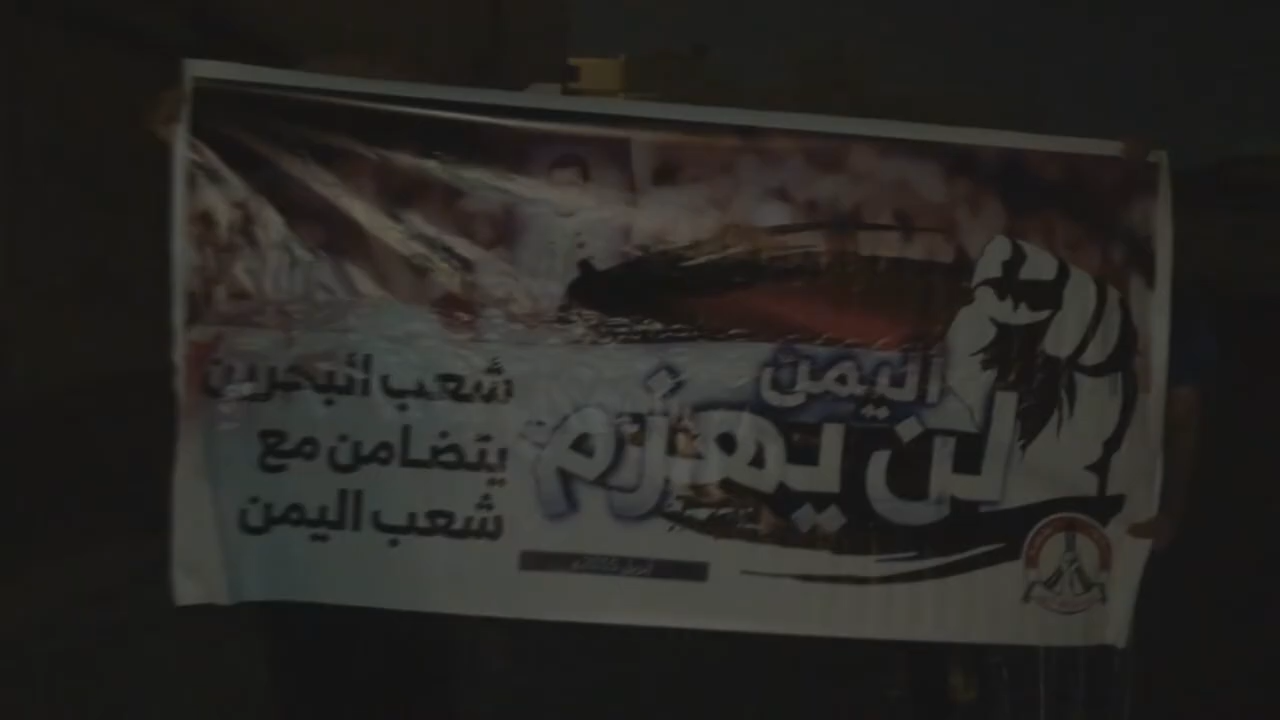 اليمن
لن يهزم
شعب البحرين
يتضامن مع
شعب اليمن